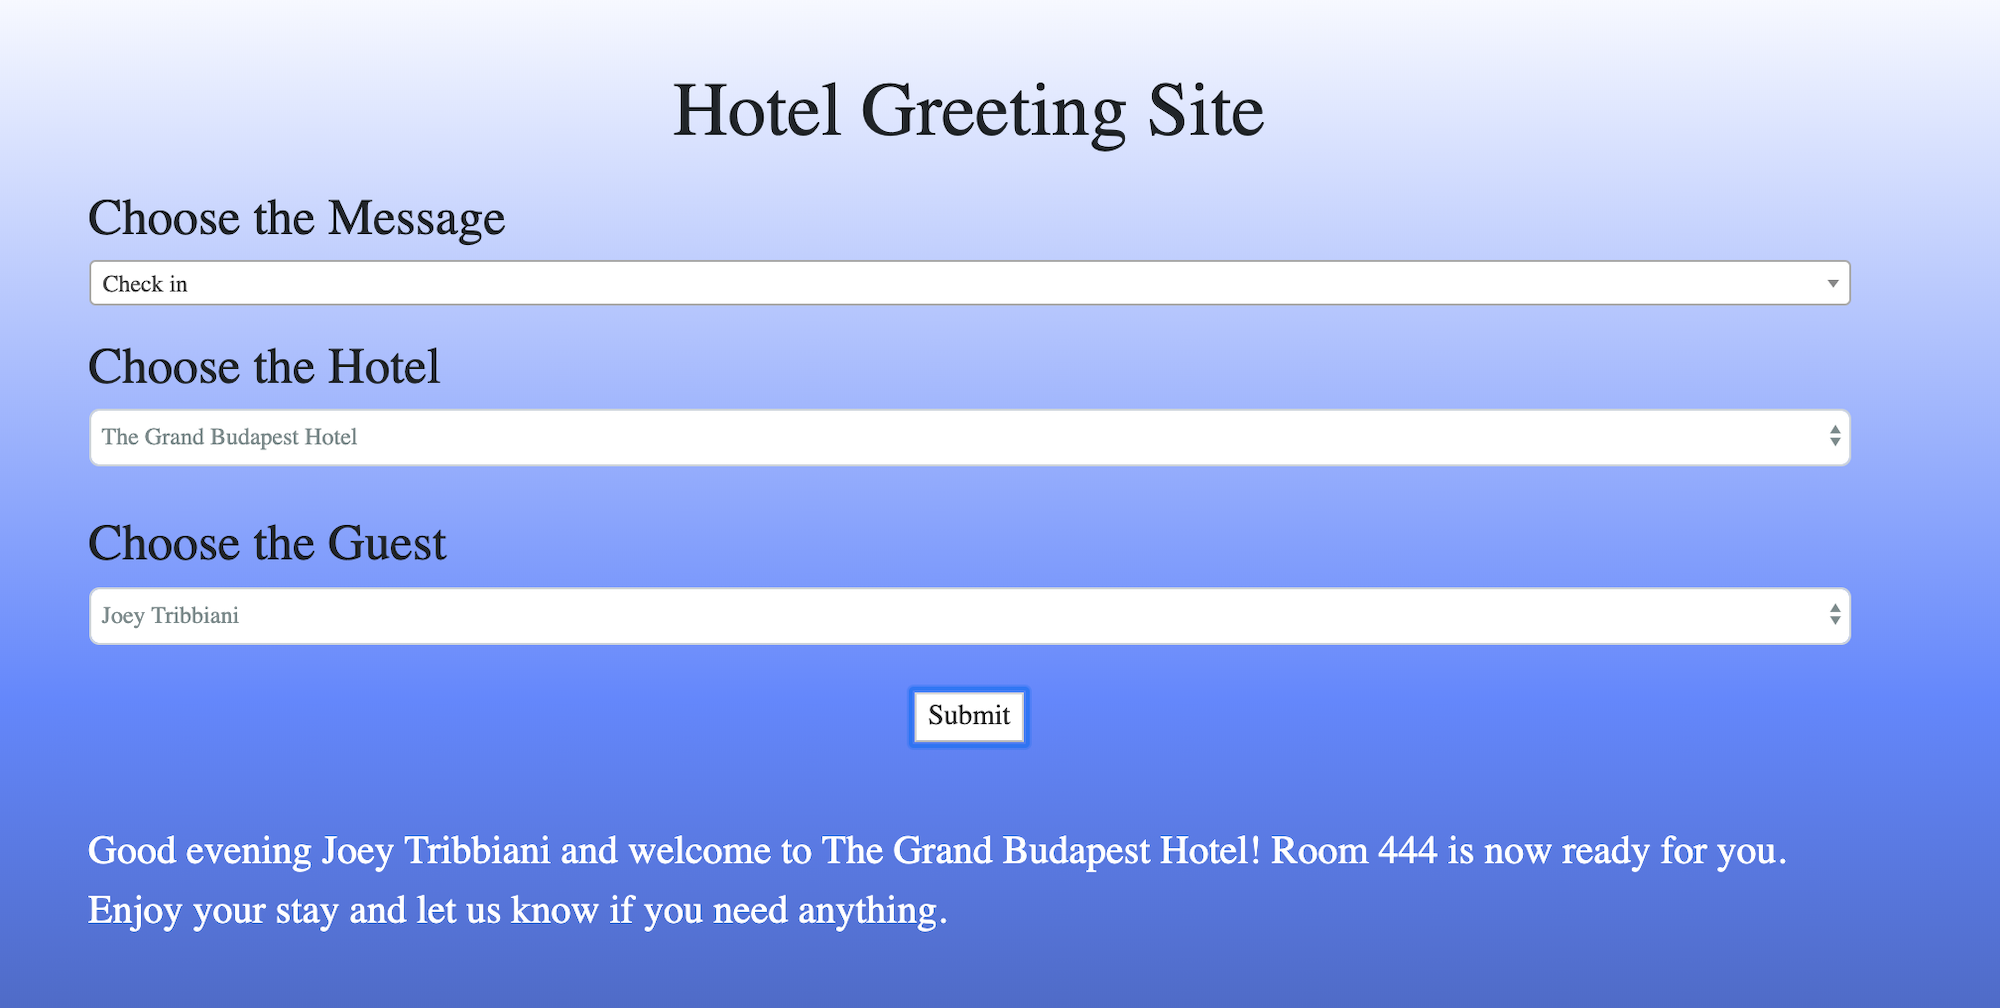 Hotel Greeting Site
Choose the Message
Check in
Choose the Hotel
The Grand Budapest Hotel
Choose the Guest
Joey Tribbiani
Submit
Good evening Joey Tribbiani and welcome to The Grand Budapest Hotel! Room 444 is now ready for you.
Enjoy your stay and let us know if you need anything.